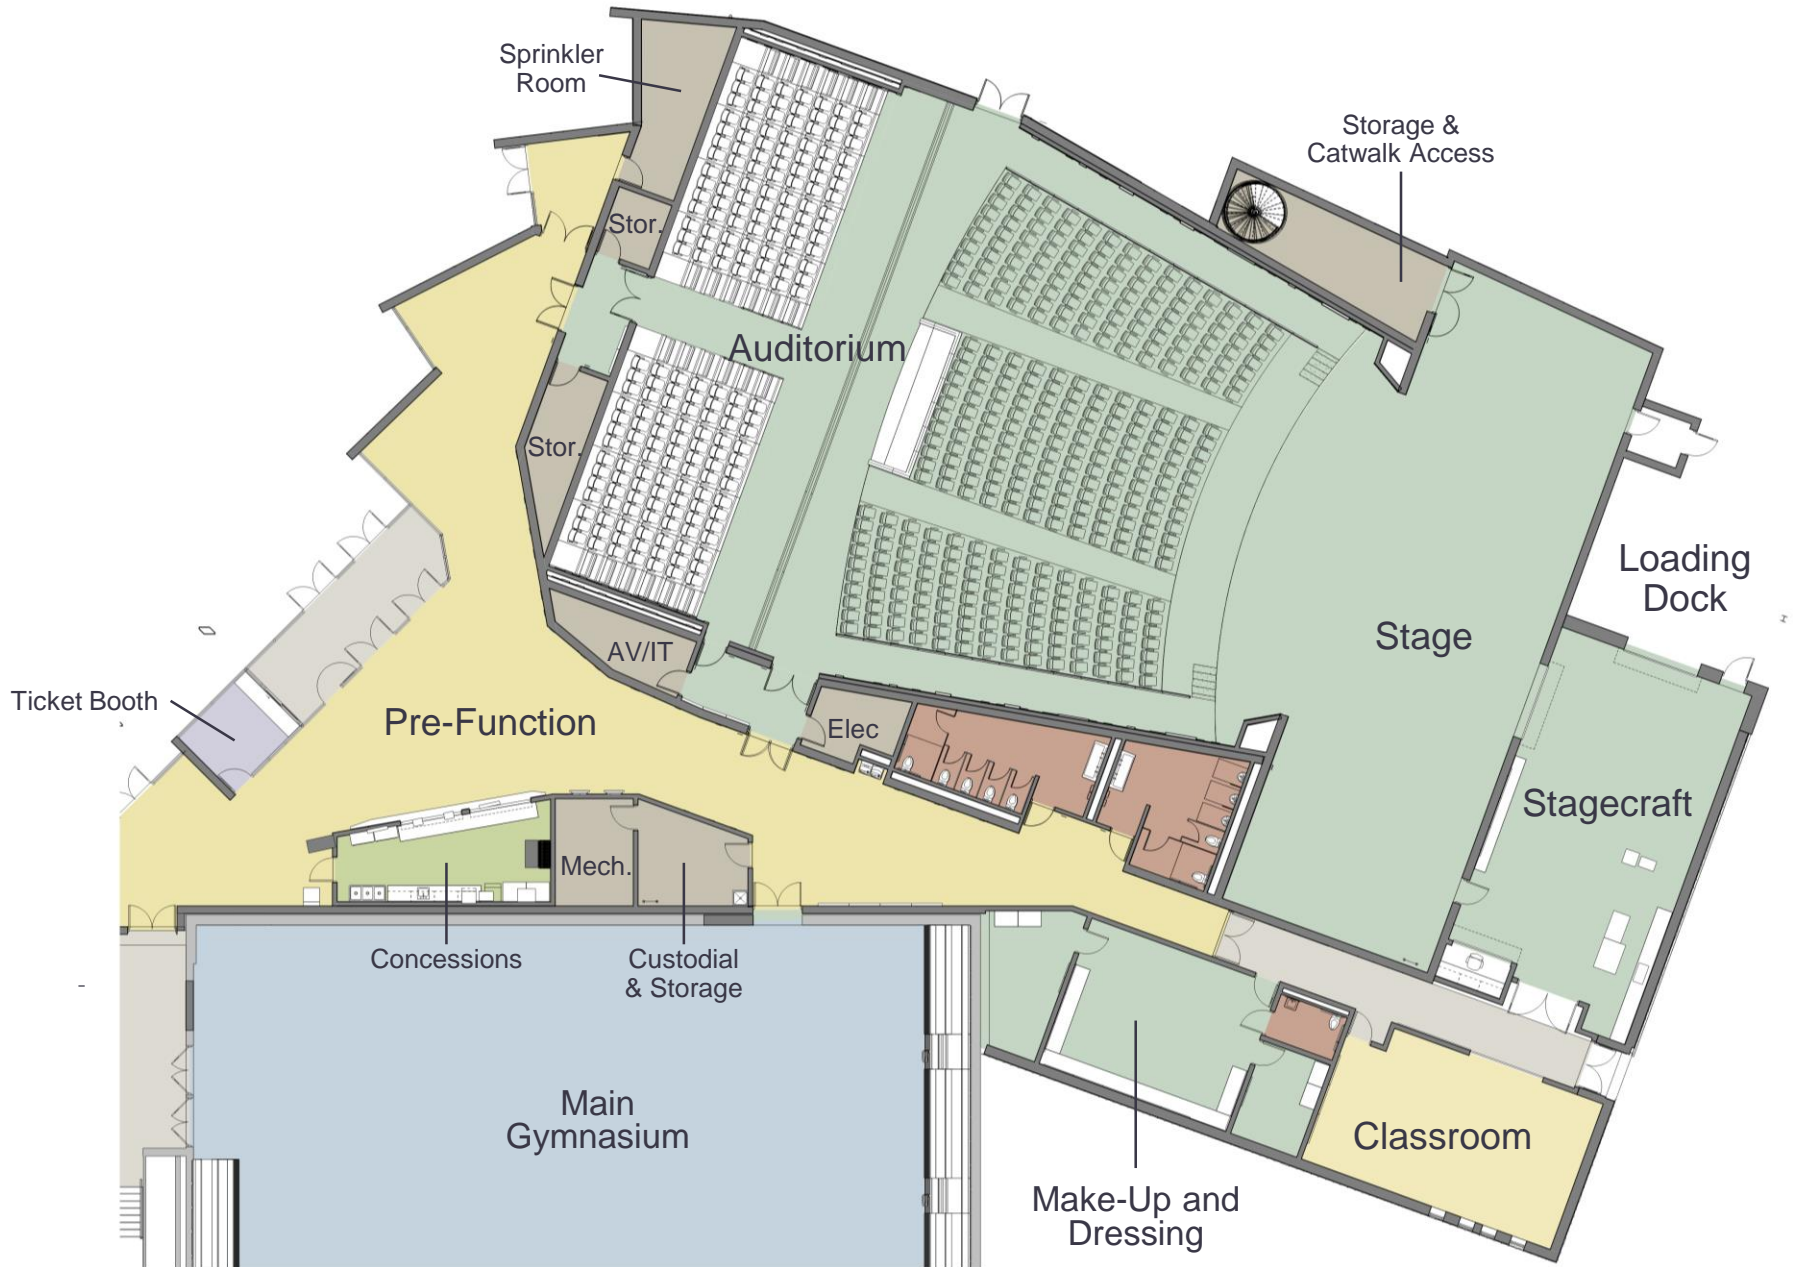 Sprinkler
Room
Storage &
Catwalk Access
Stor.
Auditorium
Stor.
Loading
Dock
Stage
AV/IT
Ticket Booth
Pre-Function
Elec
Stagecraft
Mech.
Concessions
Custodial
& Storage
Main
Gymnasium
Classroom
Make-Up and
Dressing